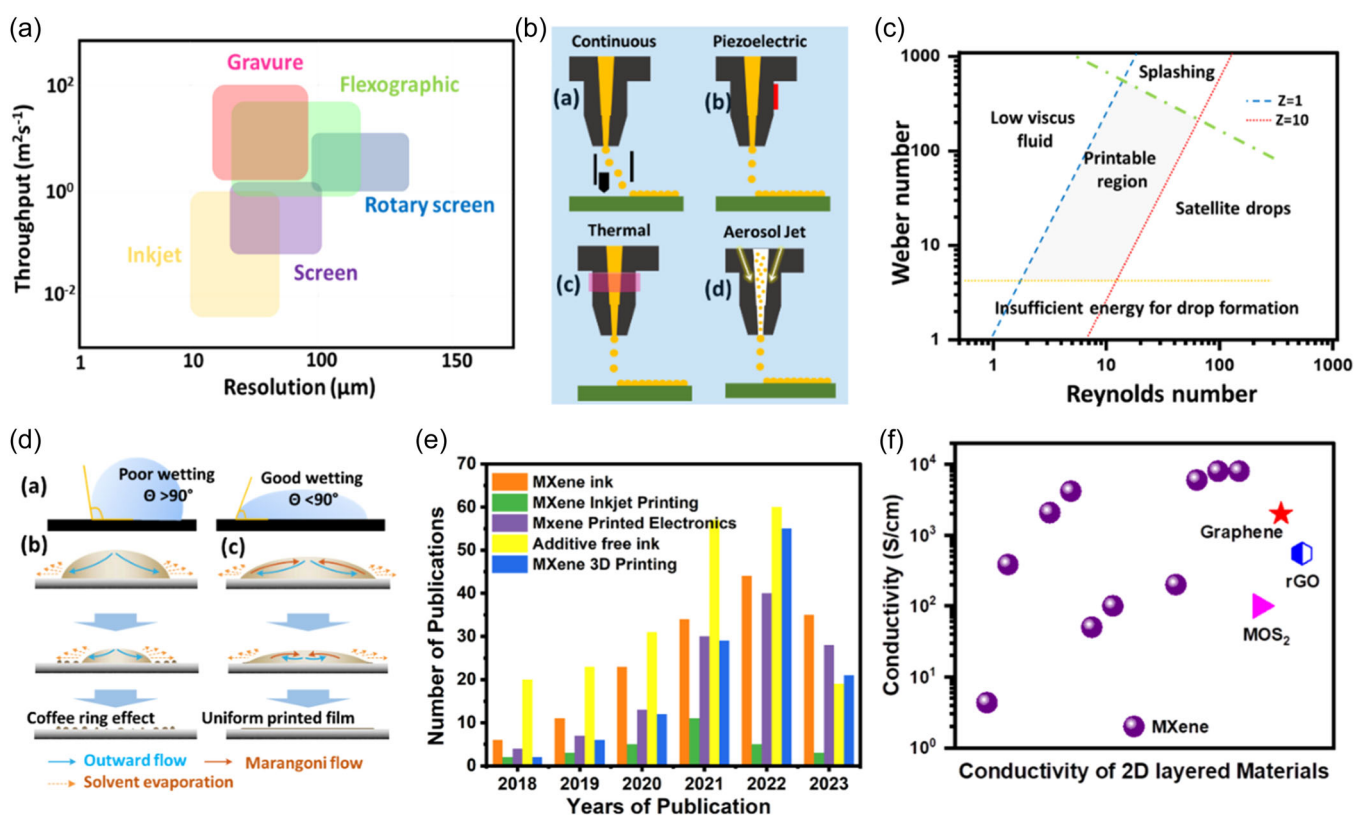 (a)
Throughput (m²s⁻¹)
10²
10⁰
10⁻²
Gravure
Flexographic
Rotary screen
Inkjet
Screen
1
10
100
150
Resolution (µm)
(b)
Continuous
Piezoelectric
(a)
(b)
Thermal
Aerosol Jet
(c)
(d)
(c)
Weber number
1000
100
10
1
Splashing
Low viscus
fluid
Z=1
Z=10
Printable
region
Satellite drops
Insufficient energy for drop formation
1
10
100
1000
Reynolds number
(d)
(a)
Poor wetting
Θ >90°
Good wetting
Θ <90°
(b)
(c)
Coffee ring effect
Uniform printed film
Outward flow
Marangoni flow
Solvent evaporation
(e)
Number of Publications
70
60
50
40
30
20
10
0
MXene ink
MXene Inkjet Printing
Mxene Printed Electronics
Additive free ink
MXene 3D Printing
2018
2019
2020
2021
2022
2023
Years of Publication
(f)
Conductivity (S/cm)
10⁴
10³
10²
10¹
10⁰
Graphene
rGO
MOS₂
MXene
Conductivity of 2D layered Materials